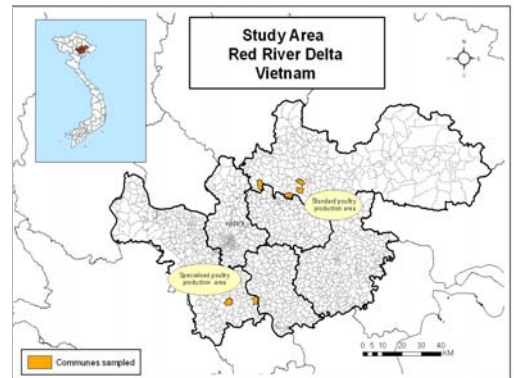 Study Area
Red River Delta
Vietnam
N
Standard poultry
production area
HANOI
Specialised poultry
production area
Communes sampled
0 5 10 20 30 40
KM